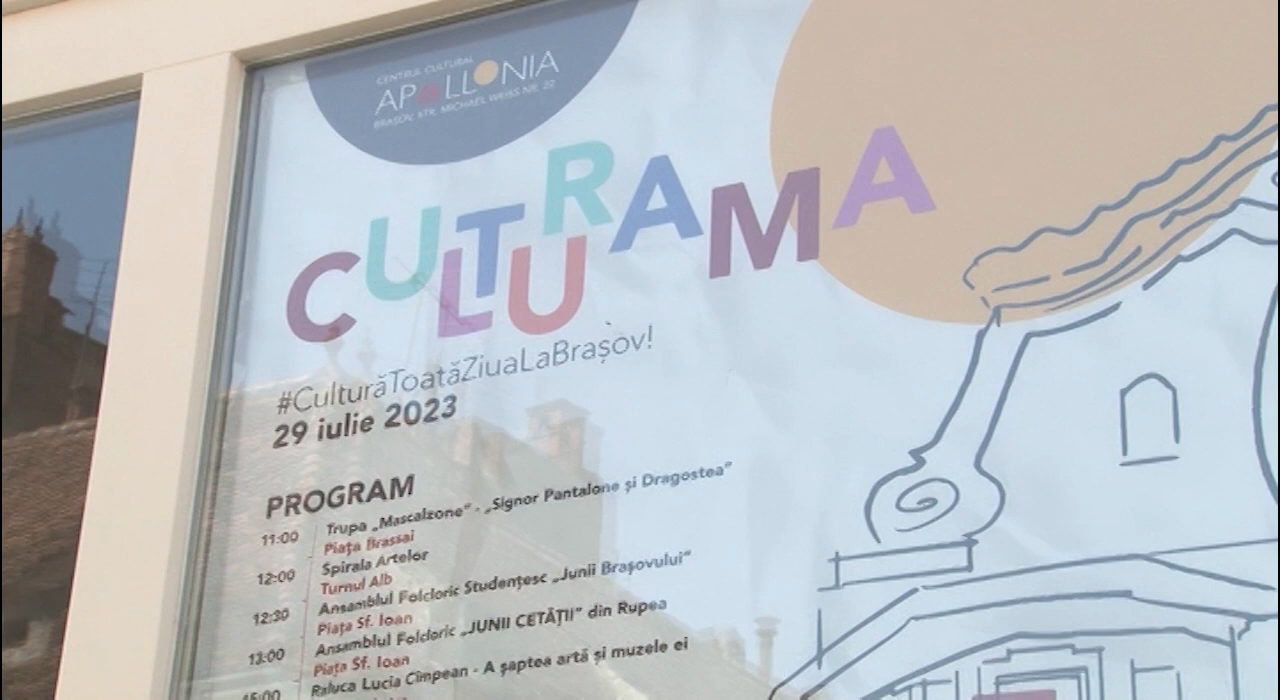 CENTRUL CULTURAL
APOLLONIA
BRAȘOV, STR. MICHAEL WEISS NR. 22
CULTURAMA
#CulturăToatăZiuaLaBrașov!
29 iulie 2023
PROGRAM
11:00 Trupa „Mascalzone“ - „Signor Pantalone și Dragostea”
Piața Brassai
12:00 Spirala Artelor
Turnul Alb
12:30 Ansamblul Folcloric Studențesc „Junii Brașovului“
Piața Sf. Ioan
13:00 Ansamblul Folcloric „JUNII CETĂȚII” din Rupea
Piața Sf. Ioan
15:00 Raluca Lucia Cîmpean - A șaptea artă și muzele ei